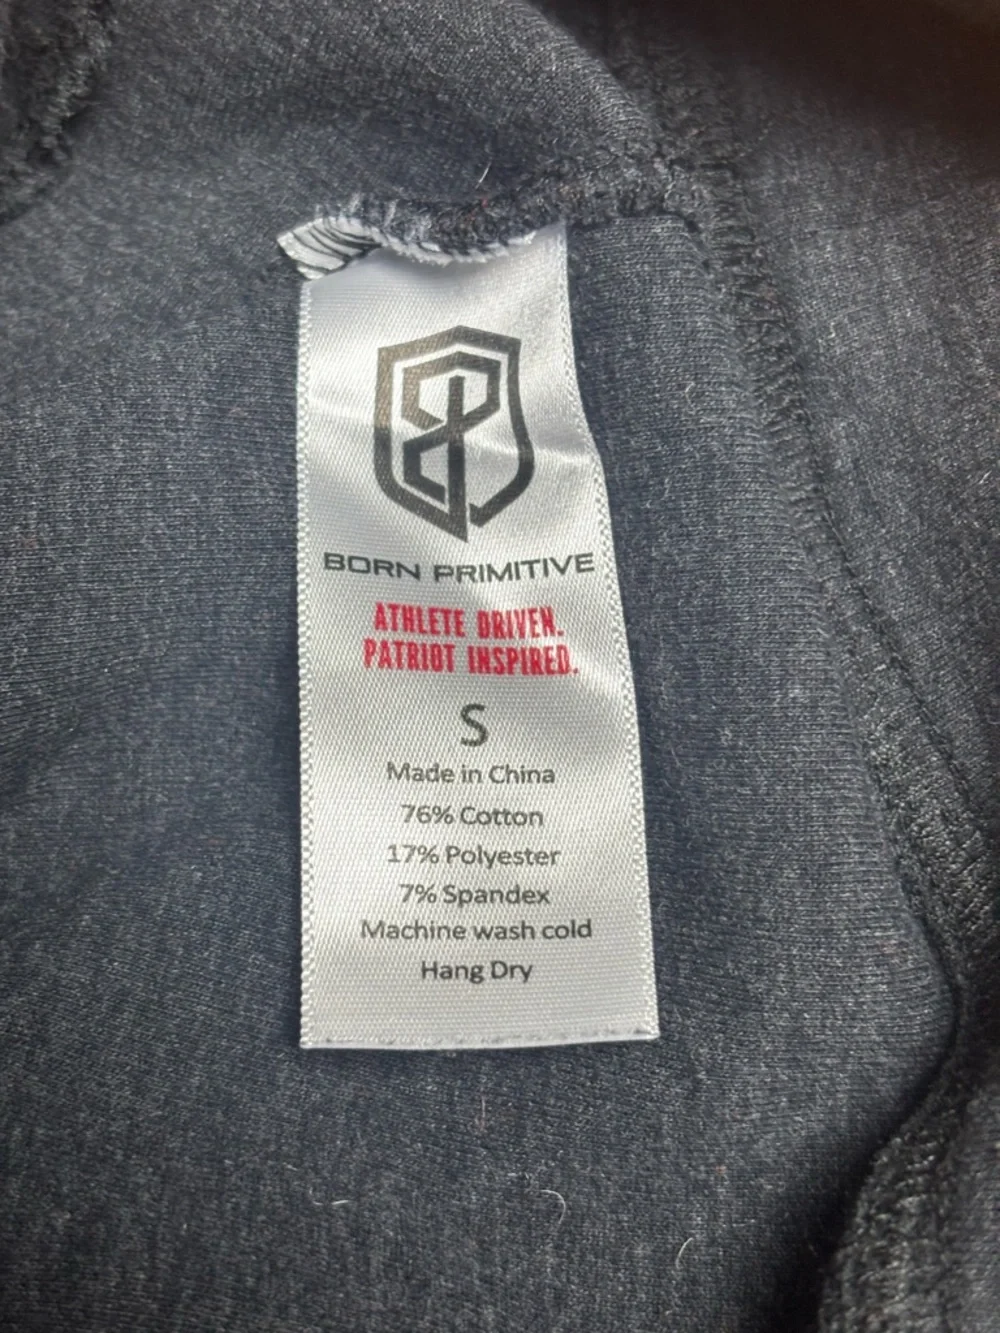 BORN PRIMITIVE
ATHLETE DRIVEN.
PATRIOT INSPIRED.
S
Made in China
76% Cotton
17% Polyester
7% Spandex
Machine wash cold
Hang Dry